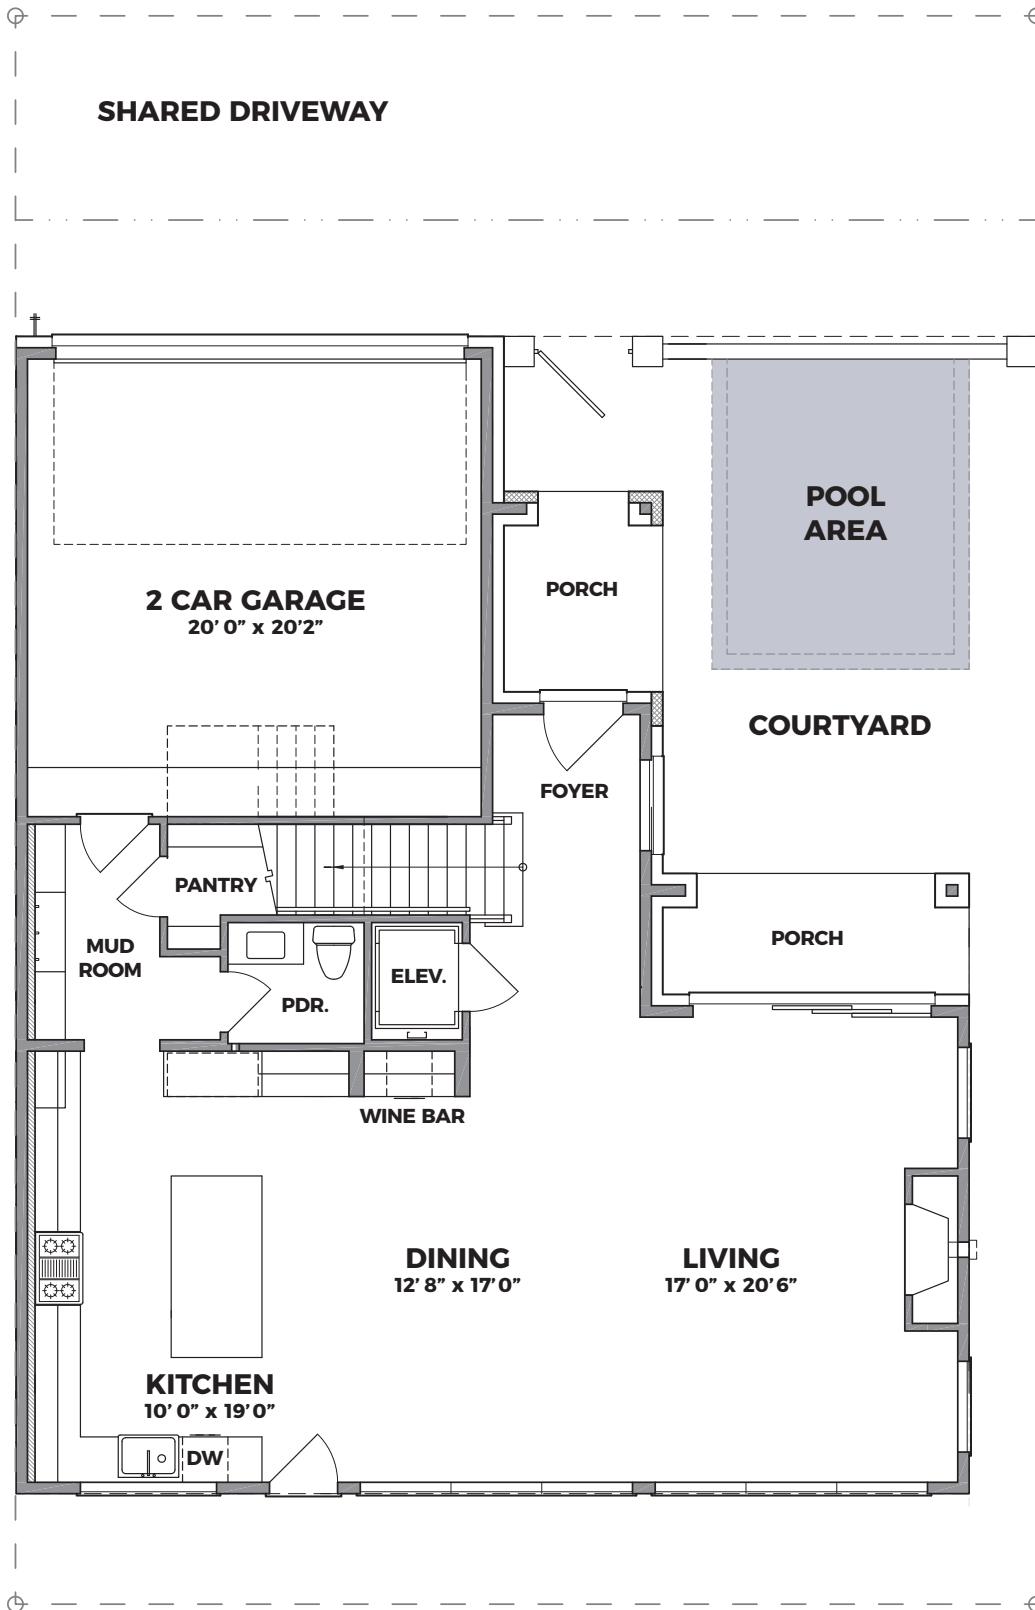 SHARED DRIVEWAY
POOL
AREA
2 CAR GARAGE
20’ 0” x 20’2”
PORCH
COURTYARD
FOYER
PANTRY
MUD
ROOM
PORCH
ELEV.
PDR.
WINE BAR
DINING
12’ 8” x 17’ 0”
LIVING
17’ 0” x 20’ 6”
KITCHEN
10’ 0” x 19’ 0”
DW